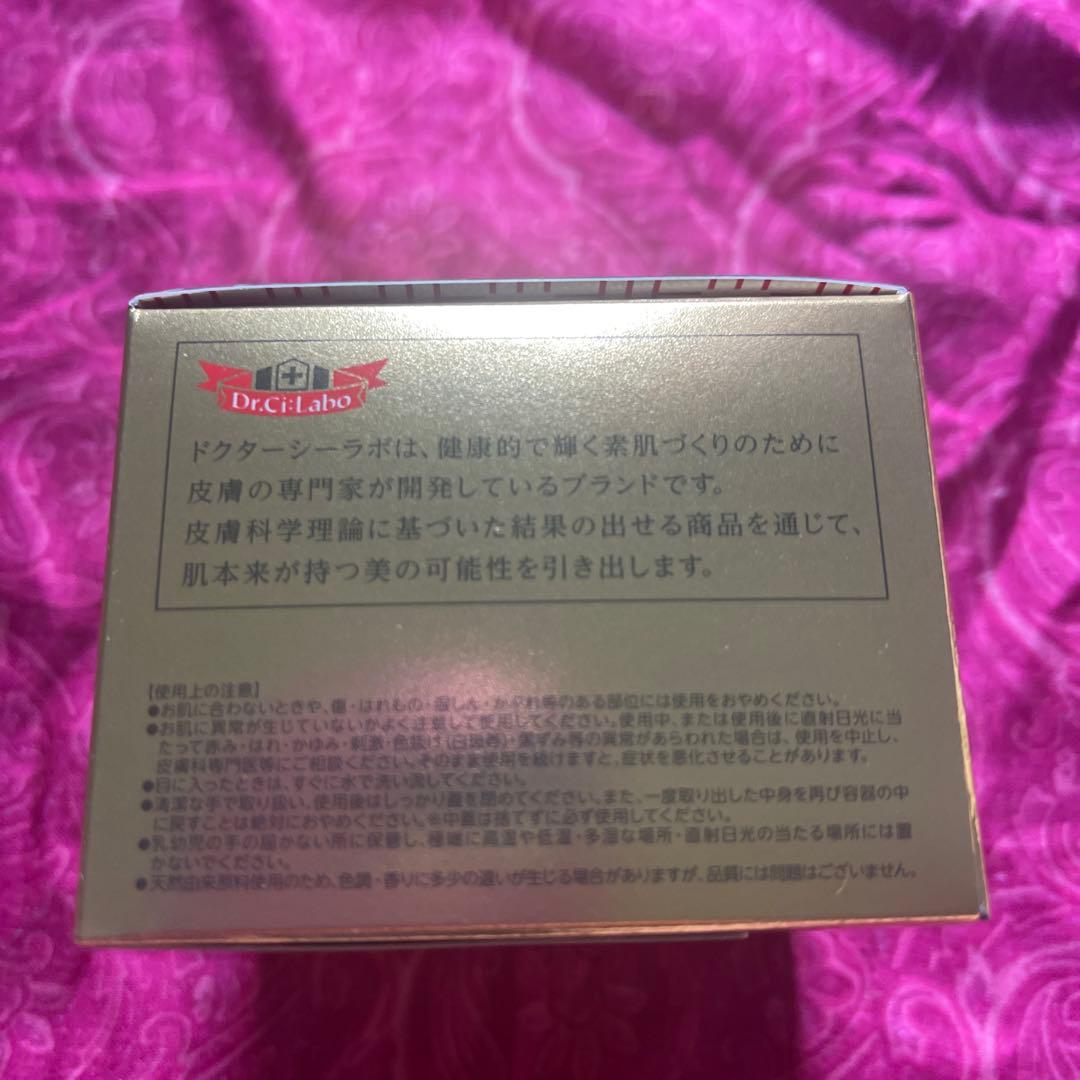 Dr.Ci:Labo
ドクターシーラボは、健康的で輝く素肌づくりのために
皮膚の専門家が開発しているブランドです。
皮膚科学理論に基づいた結果の出せる商品を通じて、
肌本来が持つ美の可能性を引き出します。
【使用上の注意】
●お肌に合わないときや、傷・はれもの・湿しん・かぶれ等のある部位には使用をおやめください。
●お肌に異常が生じていないかよく注意して使用してください。使用中、または使用後に直射日光に当
たって赤み・はれ・かゆみ・刺激・色抜け(白斑等)・黒ずみ等の異常があらわれた場合は、使用を中止し、
皮膚科専門医等にご相談ください。そのまま使用を続けますと、症状を悪化させることがあります。
●目に入ったときは、すぐに水で洗い流してください。
●清潔な手で取り扱い、使用後はしっかり蓋を閉めてください。また、一度取り出した中身を再び容器の中
に戻すことは絶対におやめください。※中蓋は捨てずに必ず使用してください。
●乳幼児の手の届かない所に保管し、極端に高温や低温・多湿な場所・直射日光の当たる場所には置
かないでください。
●天然由来原料使用のため、色調・香りに多少の違いが生じる場合がありますが、品質には問題はございません。